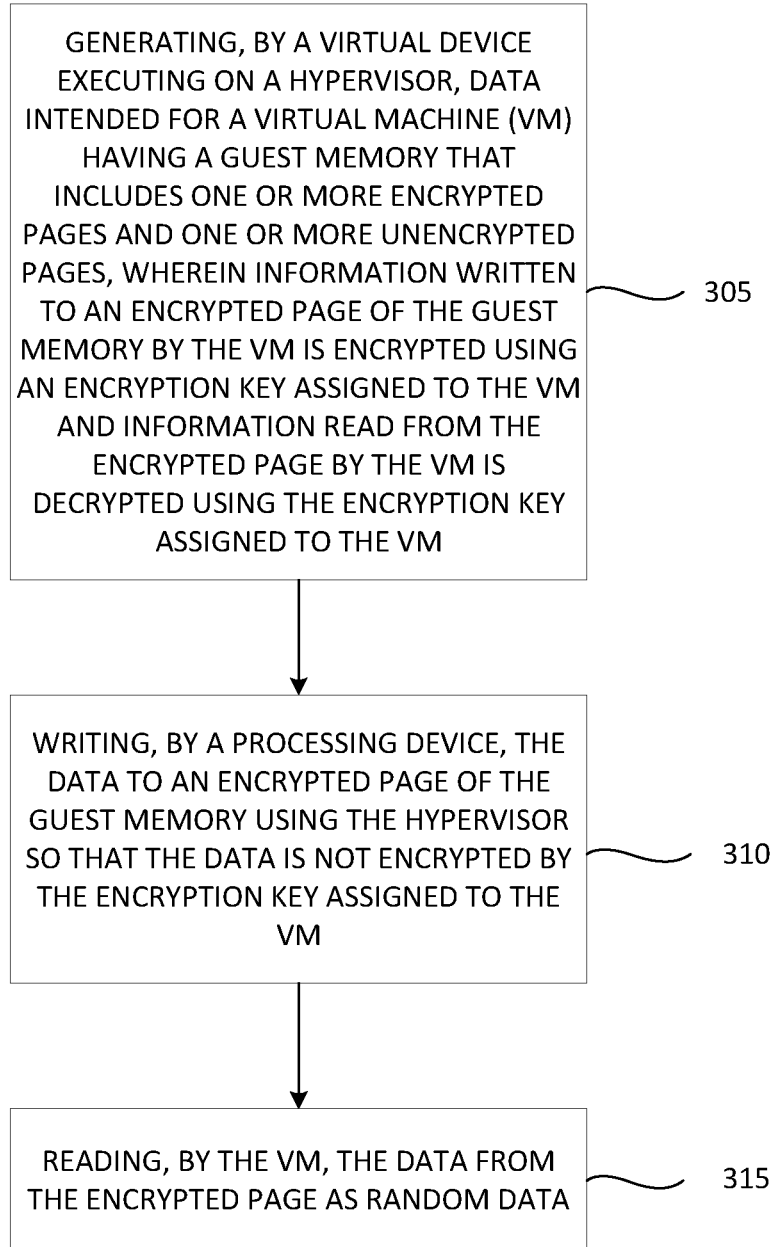 GENERATING, BY A VIRTUAL DEVICE
EXECUTING ON A HYPERVISOR, DATA
INTENDED FOR A VIRTUAL MACHINE (VM)
HAVING A GUEST MEMORY THAT
INCLUDES ONE OR MORE ENCRYPTED
PAGES AND ONE OR MORE UNENCRYPTED
PAGES, WHEREIN INFORMATION WRITTEN
TO AN ENCRYPTED PAGE OF THE GUEST
MEMORY BY THE VM IS ENCRYPTED USING
AN ENCRYPTION KEY ASSIGNED TO THE VM
AND INFORMATION READ FROM THE
ENCRYPTED PAGE BY THE VM IS
DECRYPTED USING THE ENCRYPTION KEY
ASSIGNED TO THE VM
305
WRITING, BY A PROCESSING DEVICE, THE
DATA TO AN ENCRYPTED PAGE OF THE
GUEST MEMORY USING THE HYPERVISOR
SO THAT THE DATA IS NOT ENCRYPTED BY
THE ENCRYPTION KEY ASSIGNED TO THE
VM
310
READING, BY THE VM, THE DATA FROM
THE ENCRYPTED PAGE AS RANDOM DATA
315